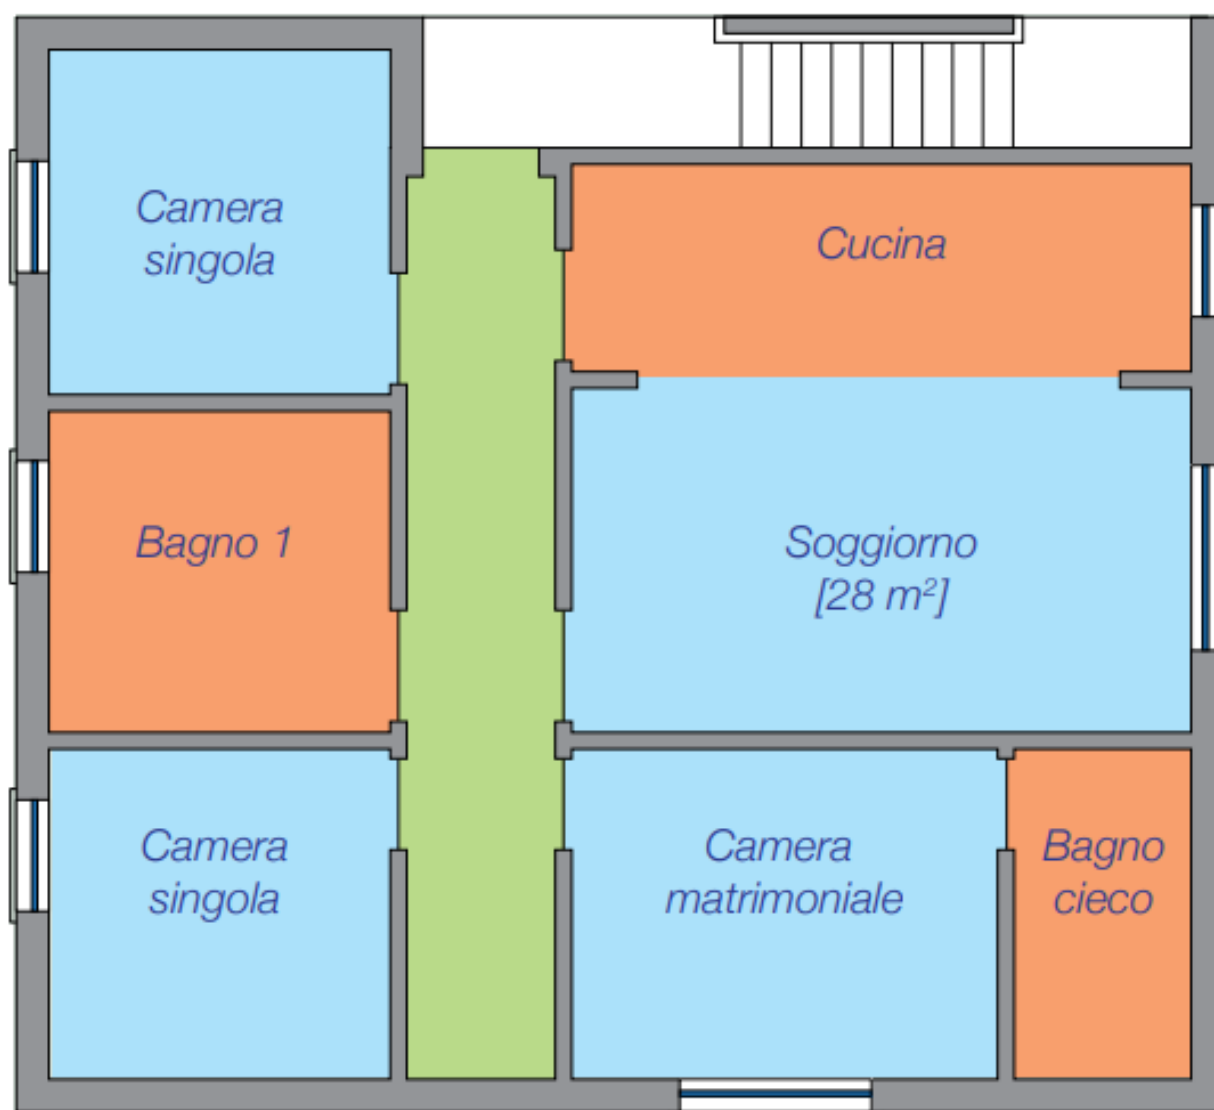 Camera
singola
Cucina
Bagno 1
Soggiorno
[28 m²]
Camera
singola
Camera
matrimoniale
Bagno
cieco